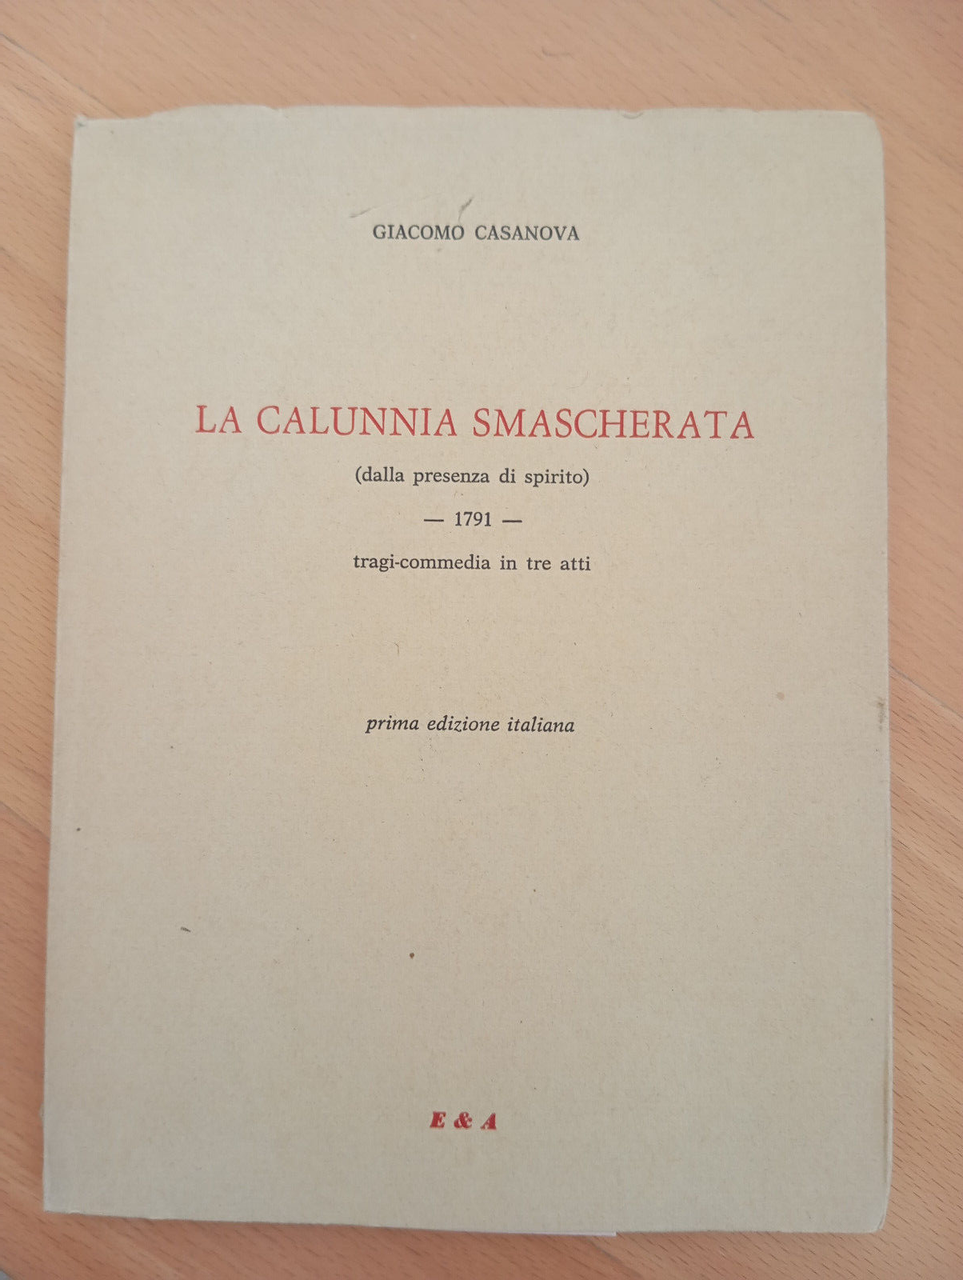 GIACOMO CASANOVA
LA CALUNNIA SMASCHERATA
(dalla presenza di spirito)
— 1791 —
tragi-commedia in tre atti
prima edizione italiana
E & A